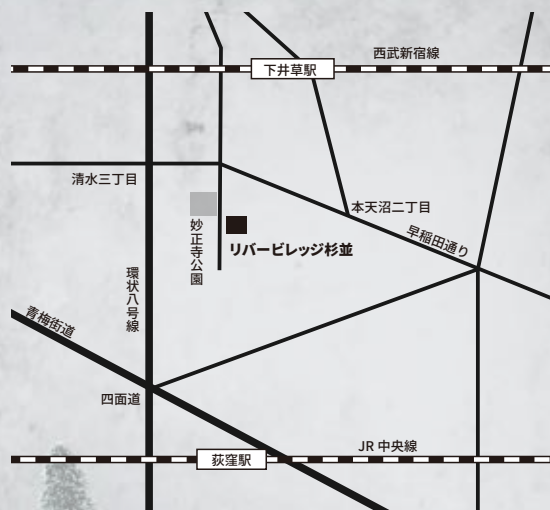 西武新宿線
下井草駅
清水三丁目
本天沼二丁目
妙正寺公園
早稲田通り
リバービレッジ杉並
環状八号線
青梅街道
四面道
JR 中央線
荻窪駅